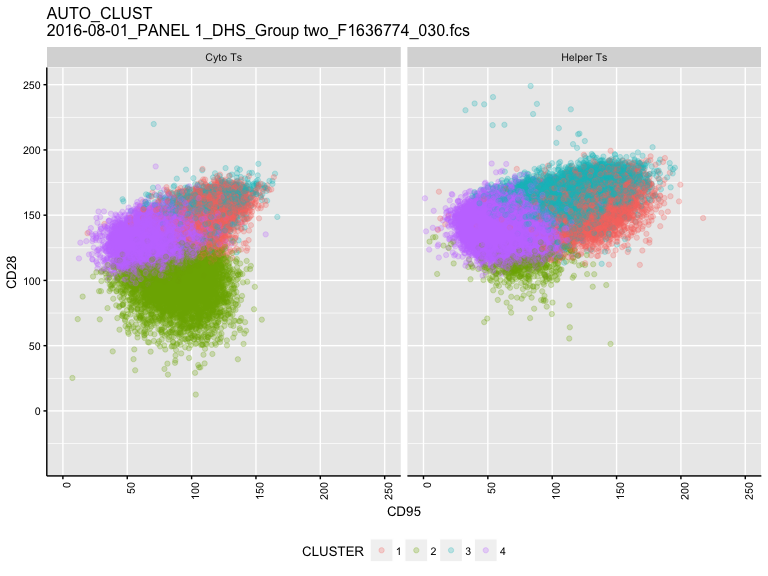 AUTO_CLUST
2016-08-01_PANEL 1_DHS_Group two_F1636774_030.fcs
Cyto Ts
Helper Ts
CD28
250
200
150
100
50
0
0 50 100 150 200 250
0 50 100 150 200 250
CD95
CLUSTER 1 2 3 4